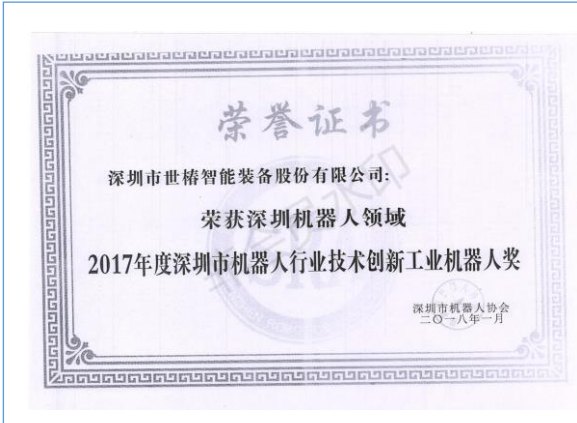 荣誉证书
深圳市世椿智能装备股份有限公司:
荣获深圳机器人领域
2017年度深圳市机器人行业技术创新工业机器人奖
深圳市机器人协会
二〇一八年一月